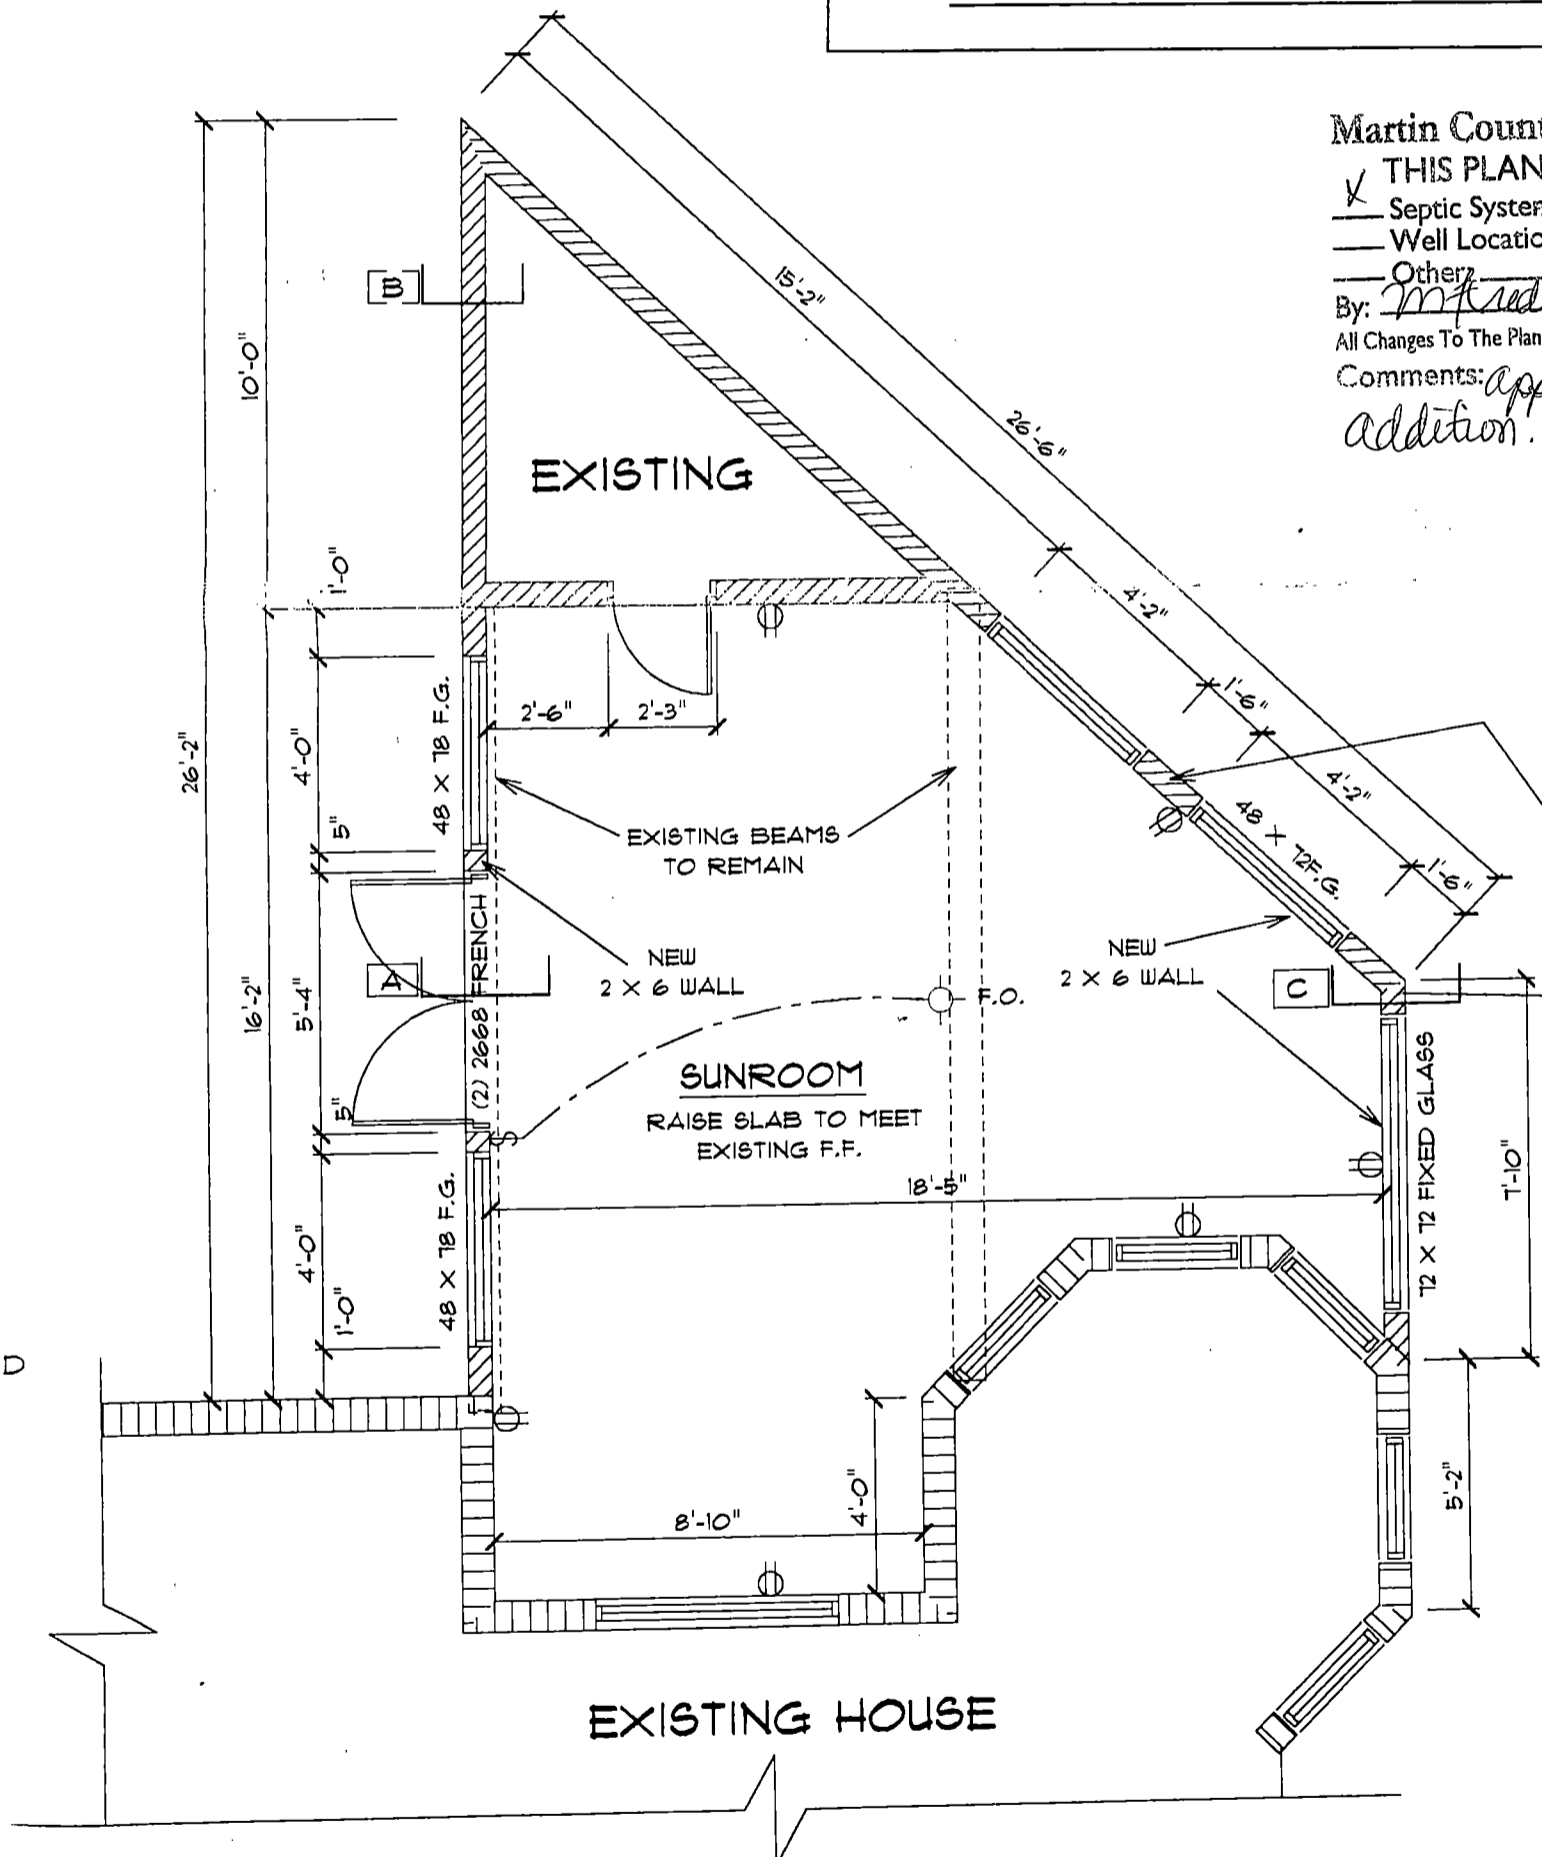 Martin
THIS PLAN
X
Septic
Well
Other
By:
All Changes To The Plan
Comments:
addition.
15'-2"
26'-6"
B
10'-0"
EXISTING
1'-0"
4'-2"
1'-6"
2'-6"
2'-3"
4'-0"
48 X 78 F.G.
26'-2"
5"
EXISTING BEAMS
TO REMAIN
4'-2"
48 X 72 F.G.
1'-6"
(2) 2668 FRENCH
NEW
2 X 6 WALL
NEW
2 X 6 WALL
A
C
16'-2"
5'-4"
F.O.
SUNROOM
RAISE SLAB TO MEET
EXISTING F.F.
5"
$
72 X 72 FIXED GLASS
7'-10"
18'-5"
48 X 78 F.G.
4'-0"
1'-0"
D
4'-0"
8'-10"
5'-2"
EXISTING HOUSE